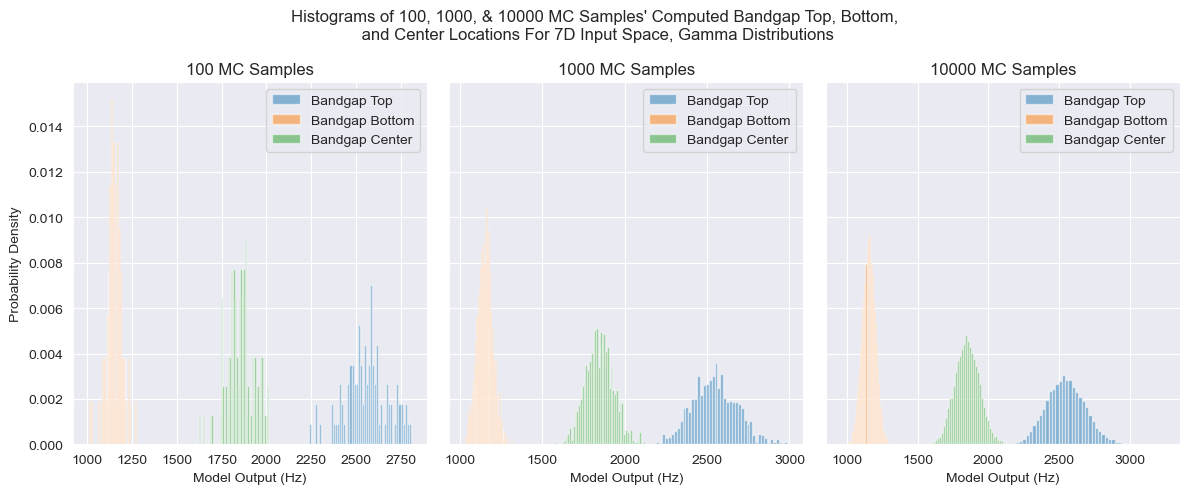 Histograms of 100, 1000, & 10000 MC Samples' Computed Bandgap Top, Bottom,
and Center Locations For 7D Input Space, Gamma Distributions
100 MC Samples
1000 MC Samples
10000 MC Samples
Bandgap Top
Bandgap Bottom
Bandgap Center
Bandgap Top
Bandgap Bottom
Bandgap Center
Bandgap Top
Bandgap Bottom
Bandgap Center
Probability Density
0.014
0.012
0.010
0.008
0.006
0.004
0.002
0.000
1000 1250 1500 1750 2000 2250 2500 2750
1000 1500 2000 2500 3000
1000 1500 2000 2500 3000
Model Output (Hz)
Model Output (Hz)
Model Output (Hz)